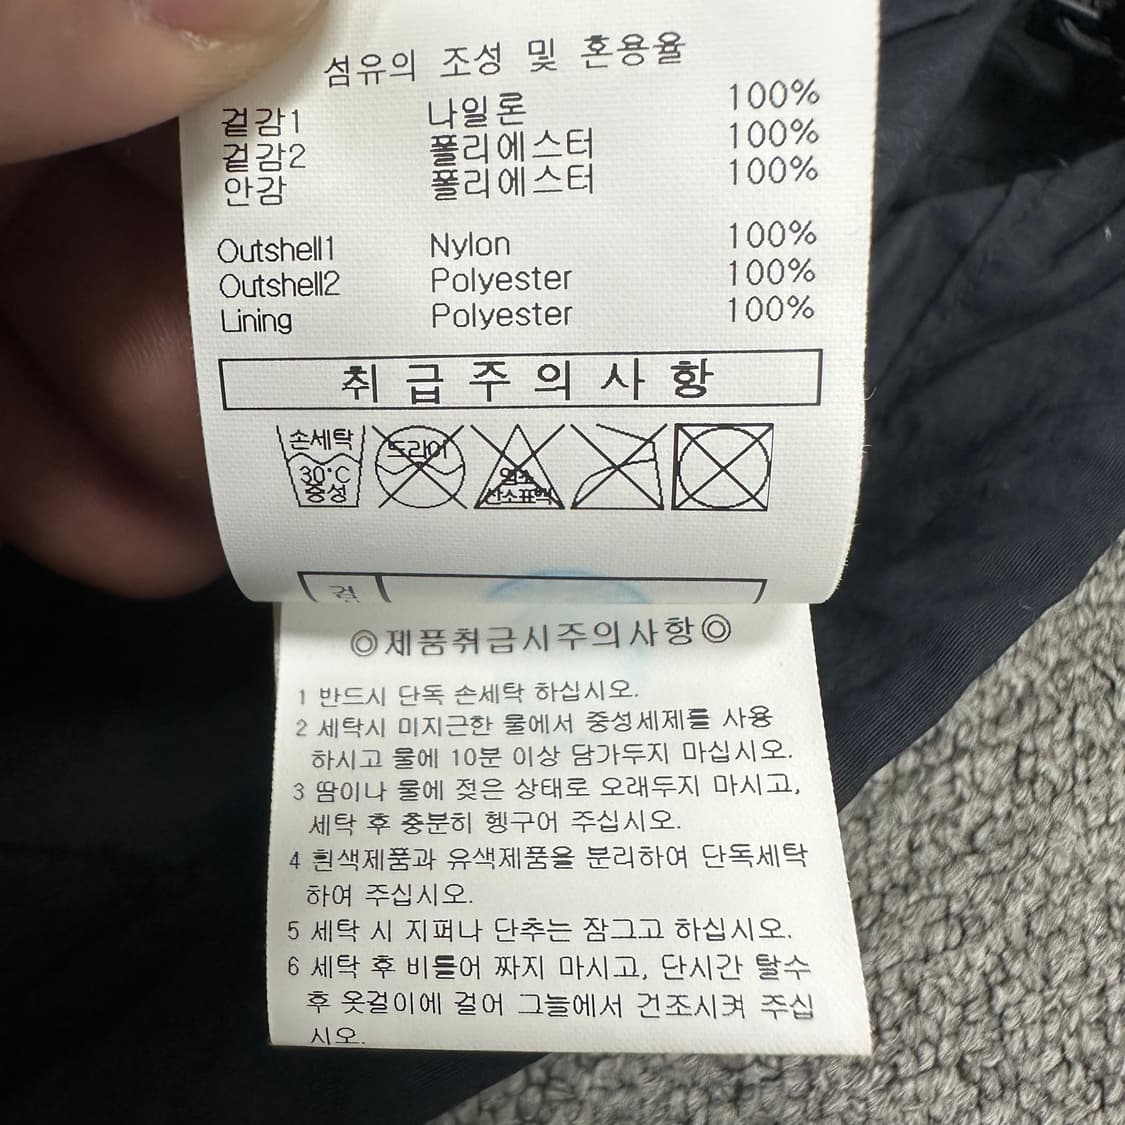 섬유의 조성 및 혼용율
겉감1 나일론 100%
겉감2 폴리에스터 100%
안감 폴리에스터 100%
Outshell1 Nylon 100%
Outshell2 Polyester 100%
Lining Polyester 100%
취급주의사항
손세탁 30°C 중성
드라이
염소 산소표백
◎제품취급시주의사항◎
1 반드시 단독 손세탁 하십시오.
2 세탁시 미지근한 물에서 중성세제를 사용
하시고 물에 10분 이상 담가두지 마십시오.
3 땀이나 물에 젖은 상태로 오래두지 마시고,
세탁 후 충분히 헹구어 주십시오.
4 흰색제품과 유색제품을 분리하여 단독세탁
하여 주십시오.
5 세탁 시 지퍼나 단추는 잠그고 하십시오.
6 세탁 후 비틀어 짜지 마시고, 단시간 탈수
후 옷걸이에 걸어 그늘에서 건조시켜 주십
시오.